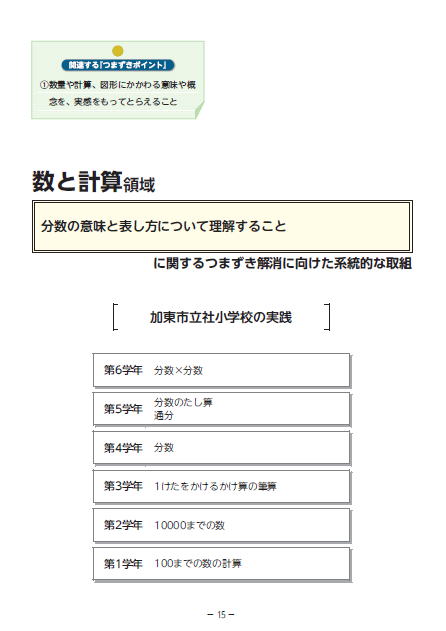 関連する「つまずきポイント」
①数量や計算、図形にかかわる意味や概
念を、実感をもってとらえること
数と計算領域
分数の意味と表し方について理解すること
に関するつまずき解消に向けた系統的な取組
加東市立社小学校の実践
第6学年 分数×分数
第5学年 分数のたし算
通分
第4学年 分数
第3学年 1けたをかけるかけ算の筆算
第2学年 10000までの数
第1学年 100までの数の計算
− 15 −